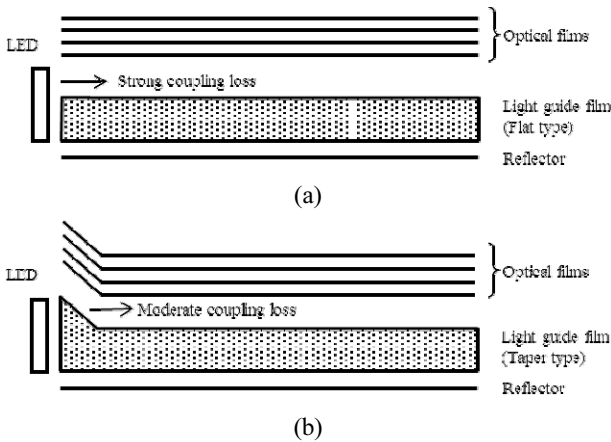 LED
Optical films
Strong coupling loss
Light guide film
(Flat type)
Reflector
(a)
LED
Optical films
Moderate coupling loss
Light guide film
(Taper type)
Reflector
(b)